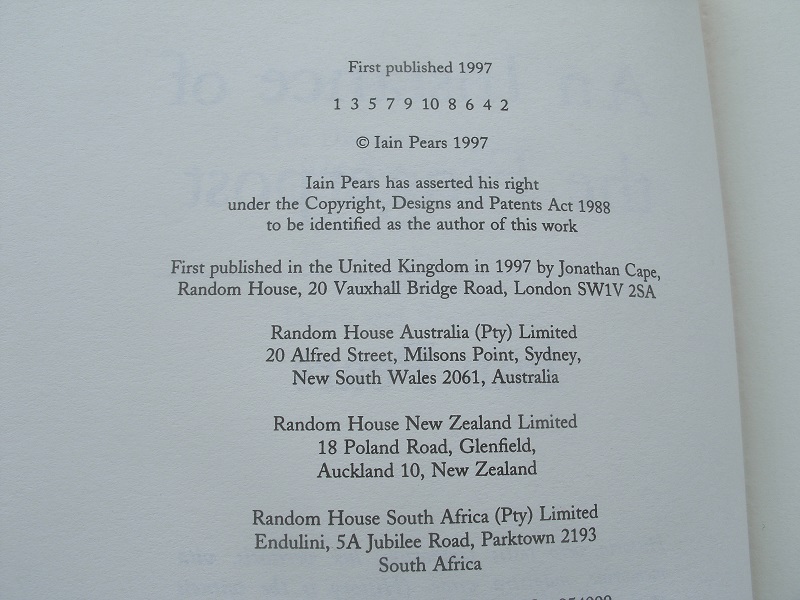 First published 1997
1 3 5 7 9 10 8 6 4 2
© Iain Pears 1997
Iain Pears has asserted his right
under the Copyright, Designs and Patents Act 1988
to be identified as the author of this work
First published in the United Kingdom in 1997 by Jonathan Cape,
Random House, 20 Vauxhall Bridge Road, London SW1V 2SA
Random House Australia (Pty) Limited
20 Alfred Street, Milsons Point, Sydney,
New South Wales 2061, Australia
Random House New Zealand Limited
18 Poland Road, Glenfield,
Auckland 10, New Zealand
Random House South Africa (Pty) Limited
Endulini, 5A Jubilee Road, Parktown 2193
South Africa